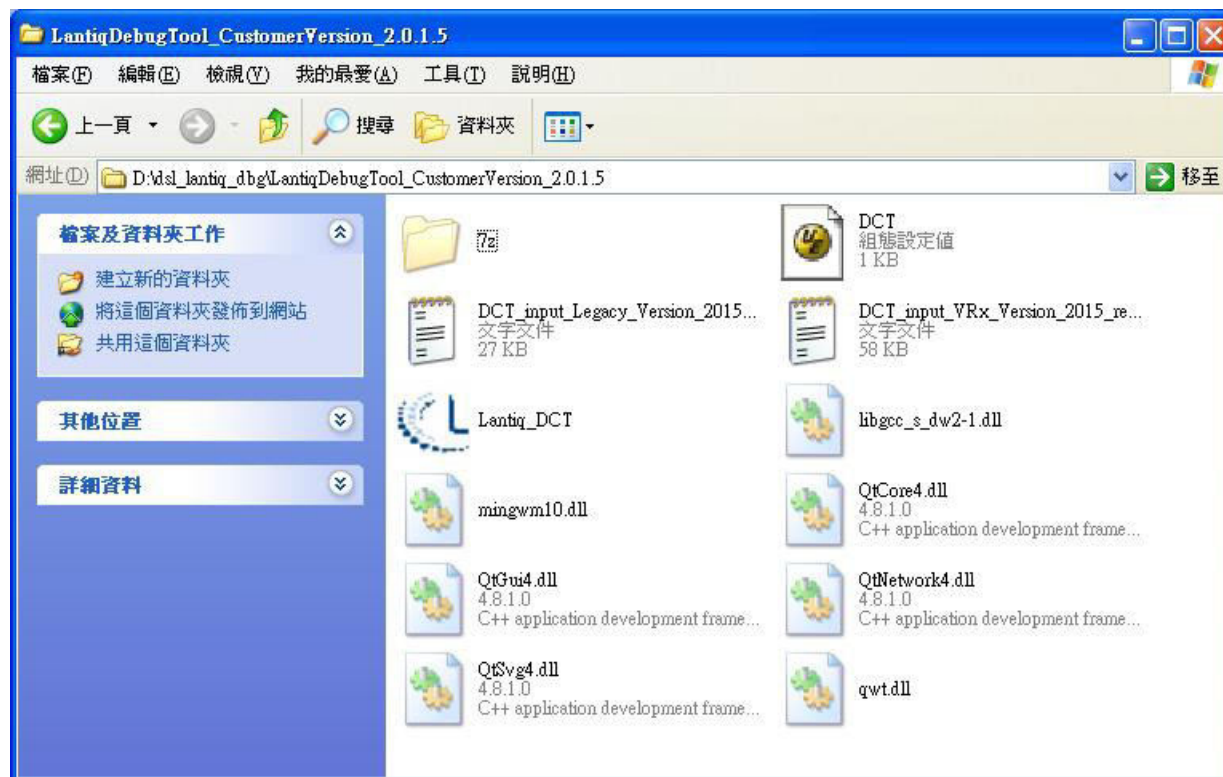 LantiqDebugTool_CustomerVersion_2.0.1.5
檔案(F) 編輯(E) 檢視(V) 我的最愛(A) 工具(T) 說明(H)
上一頁 搜尋 資料夾
網址(D) D:\dsl_lantiq_dbg\LantiqDebugTool_CustomerVersion_2.0.1.5 移至
檔案及資料夾工作
建立新的資料夾
將這個資料夾發佈到網站
共用這個資料夾
其他位置
詳細資料
7z
DCT
組態設定值
1 KB
DCT_input_Legacy_Version_2015...
文字文件
27 KB
DCT_input_VRx_Version_2015_re...
文字文件
58 KB
Lantiq_DCT
libgcc_s_dw2-1.dll
mingwm10.dll
QtCore4.dll
4.8.1.0
C++ application development frame...
QtGui4.dll
4.8.1.0
C++ application development frame...
QtNetwork4.dll
4.8.1.0
C++ application development frame...
QtSvg4.dll
4.8.1.0
C++ application development frame...
qwt.dll